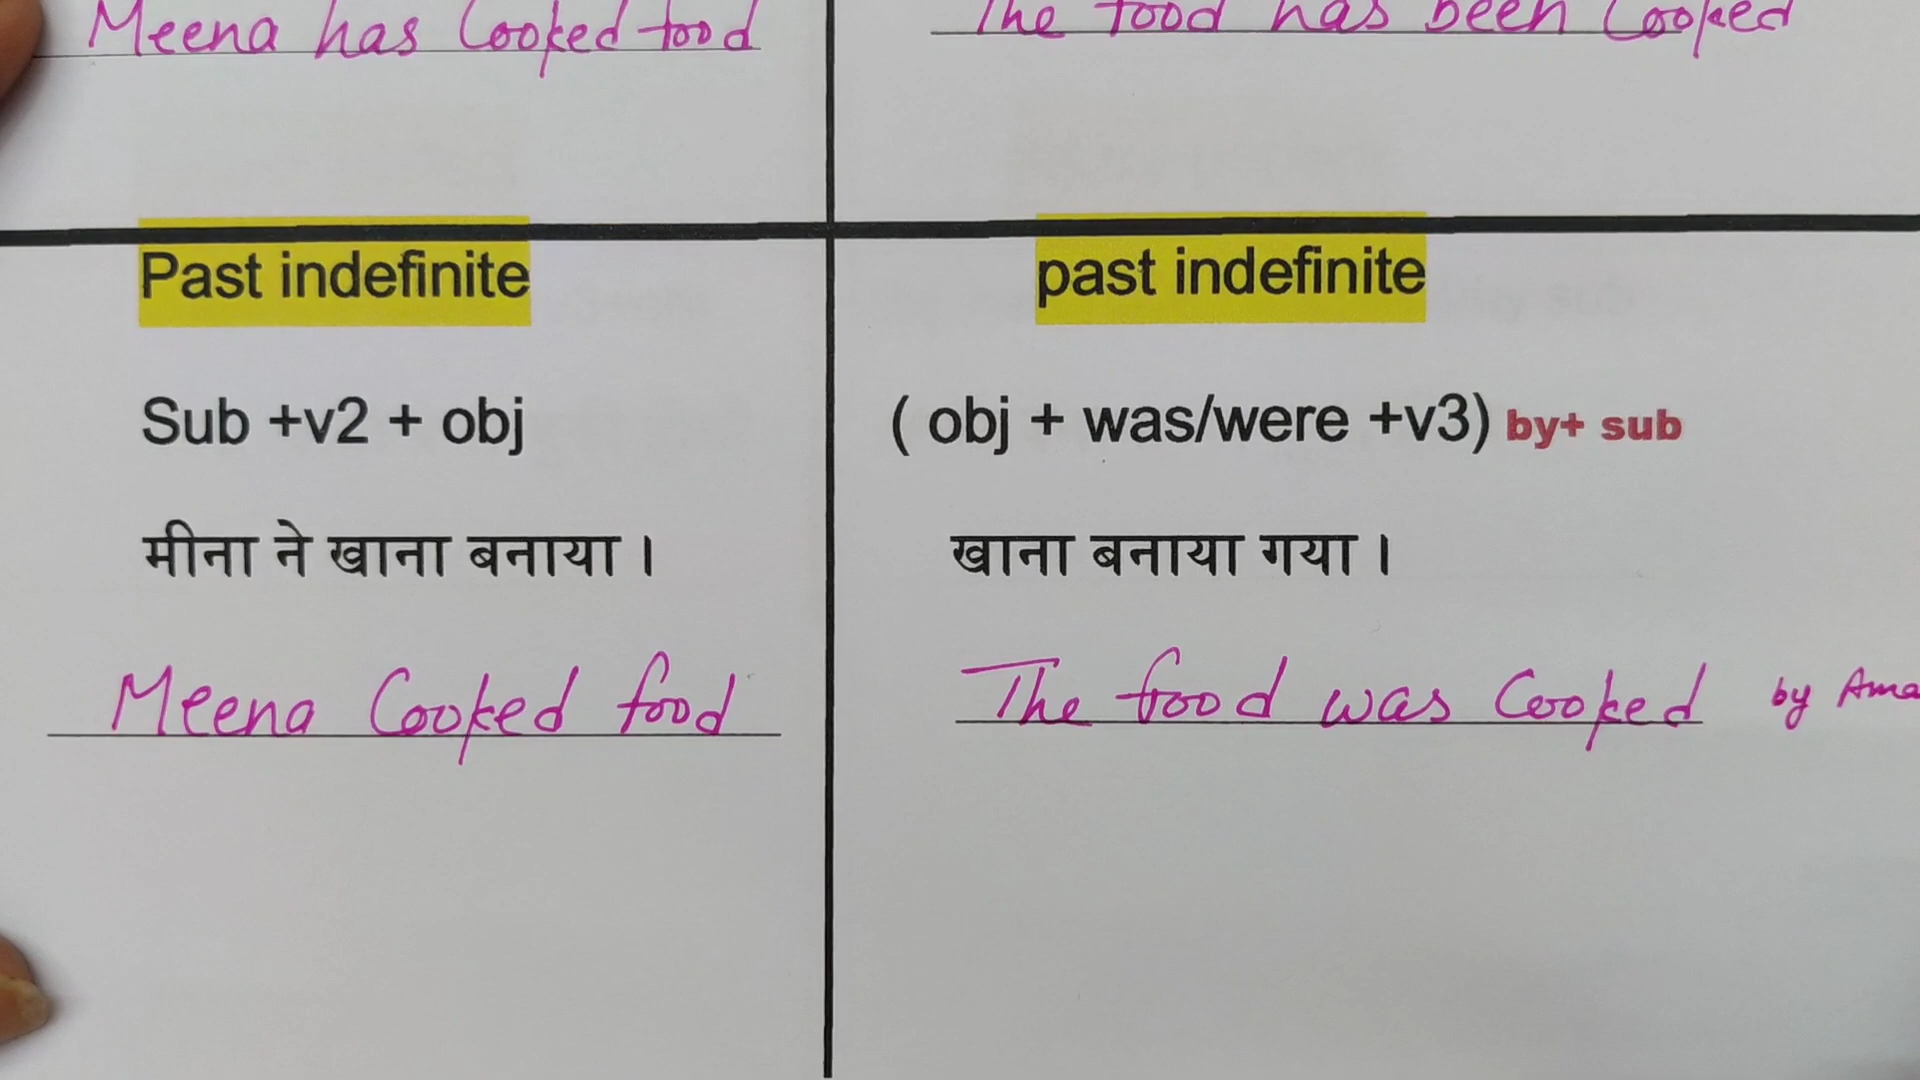 Meena has Cooked food
The food has been Cooked
Past indefinite
Sub +v2 + obj
मीना ने खाना बनाया ।
Meena Cooked food
past indefinite
( obj + was/were +v3) by+ sub
खाना बनाया गया ।
The food was Cooked by